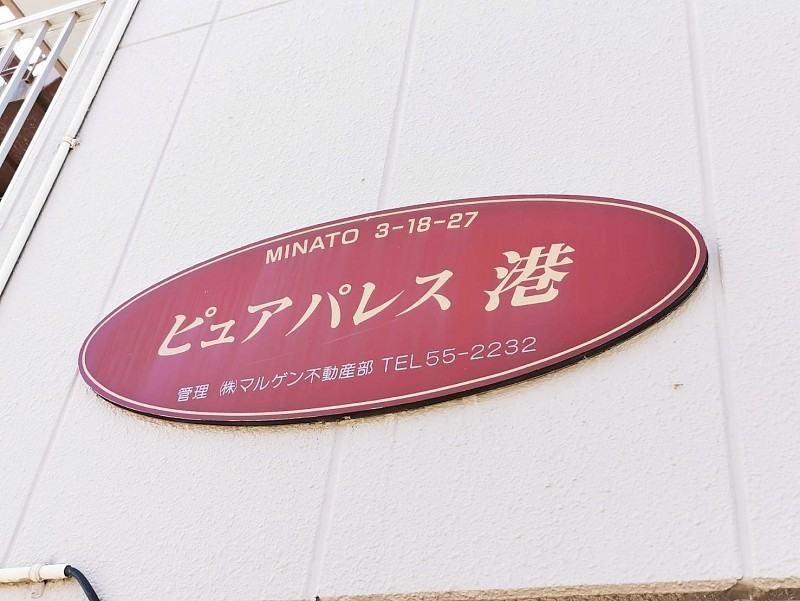 MINATO 3-18-27
ピュアパレス 港
管理 ㈱マルゲン不動産部 TEL55-2232